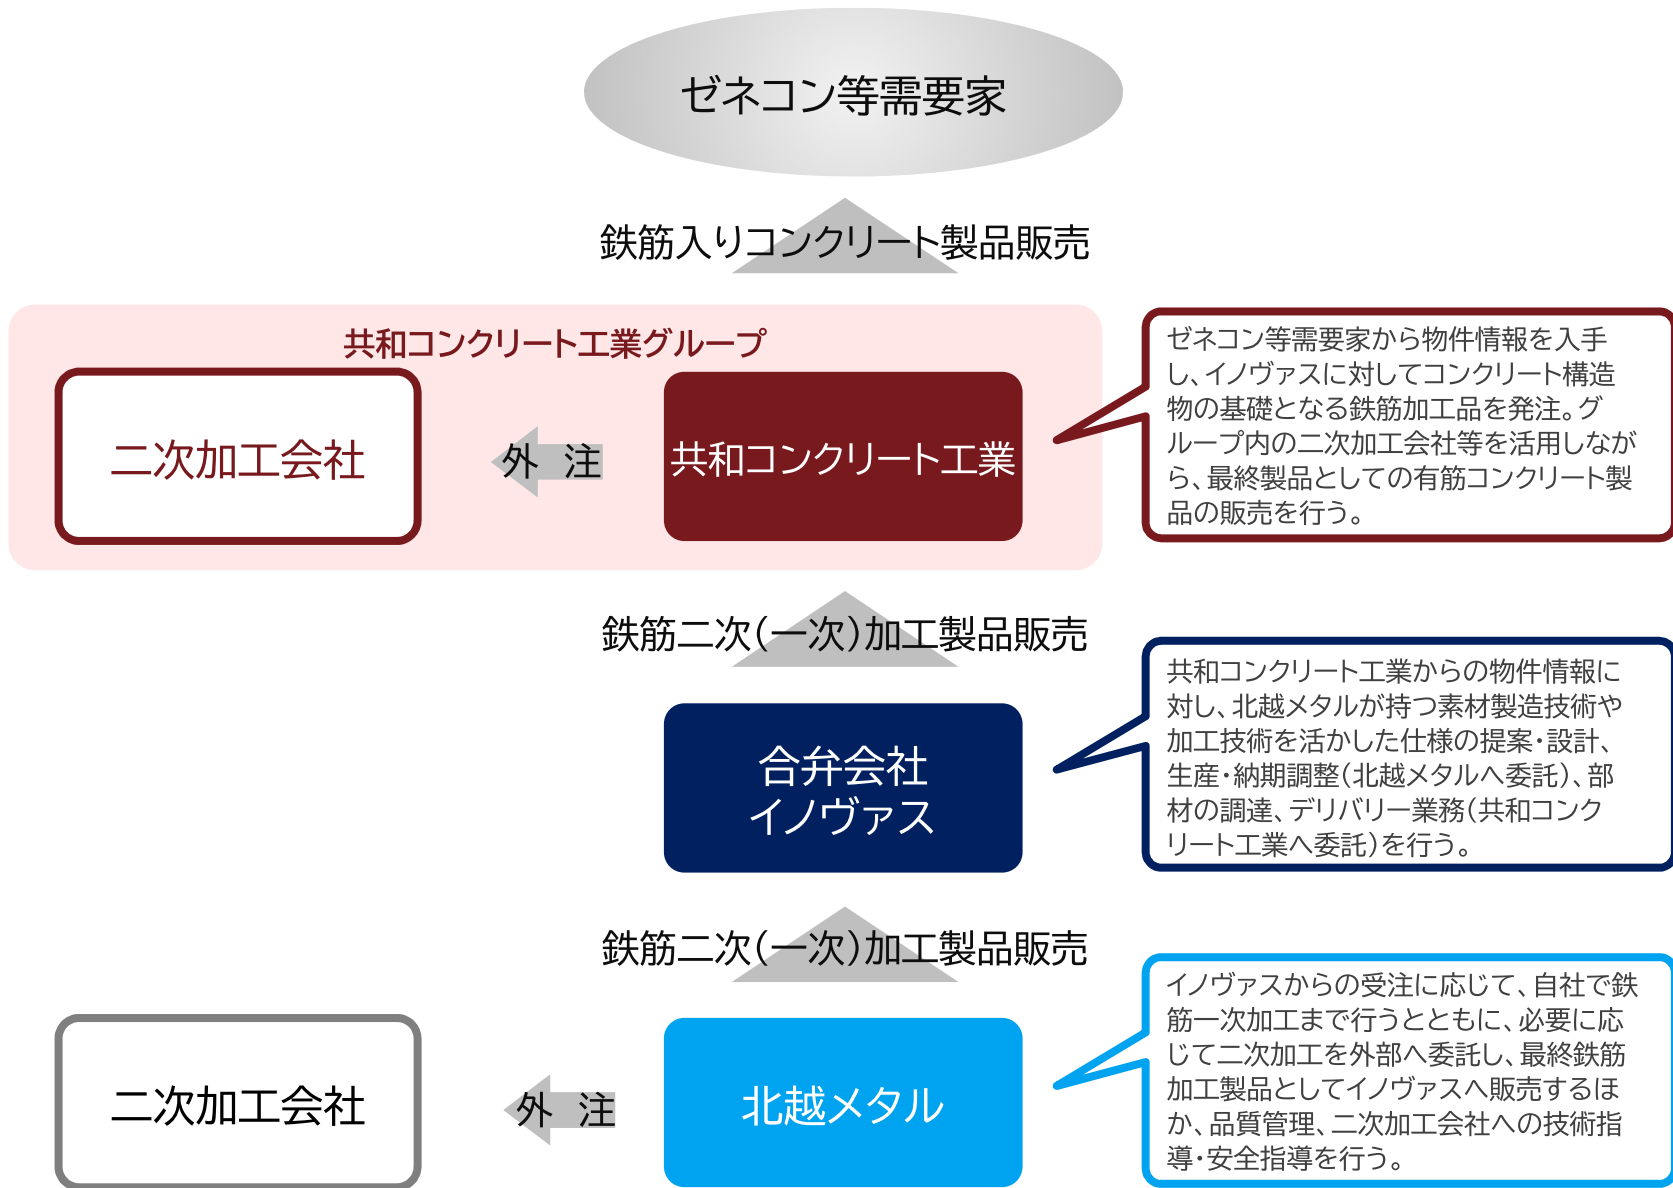 ゼネコン等需要家
鉄筋入りコンクリート製品販売
共和コンクリート工業グループ
二次加工会社
外 注
共和コンクリート工業
ゼネコン等需要家から物件情報を入手
し、イノヴァスに対してコンクリート構造
物の基礎となる鉄筋加工品を発注。グ
ループ内の二次加工会社等を活用しなが
ら、最終製品としての有筋コンクリート製
品の販売を行う。
鉄筋二次(一次)加工製品販売
合弁会社
イノヴァス
共和コンクリート工業からの物件情報に
対し、北越メタルが持つ素材製造技術や
加工技術を活かした仕様の提案・設計、
生産・納期調整(北越メタルへ委託)、部
材の調達、デリバリー業務(共和コンク
リート工業へ委託)を行う。
鉄筋二次(一次)加工製品販売
二次加工会社
外 注
北越メタル
イノヴァスからの受注に応じて、自社で鉄
筋一次加工まで行うとともに、必要に応
じて二次加工を外部へ委託し、最終鉄筋
加工製品としてイノヴァスへ販売するほ
か、品質管理、二次加工会社への技術指
導・安全指導を行う。